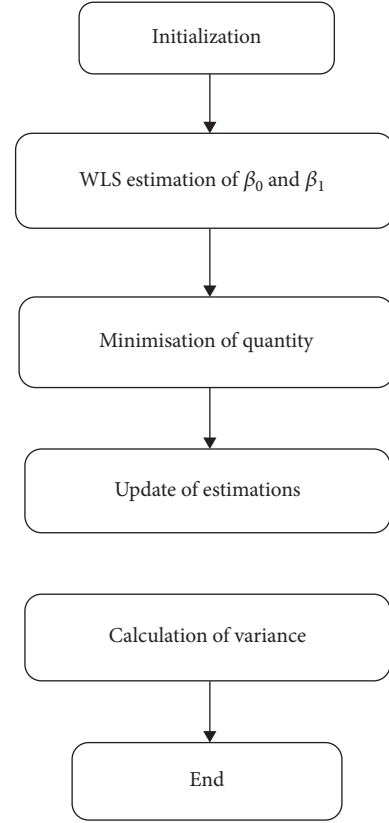 Initialization
WLS estimation of β₀ and β₁
Minimisation of quantity
Update of estimations
Calculation of variance
End